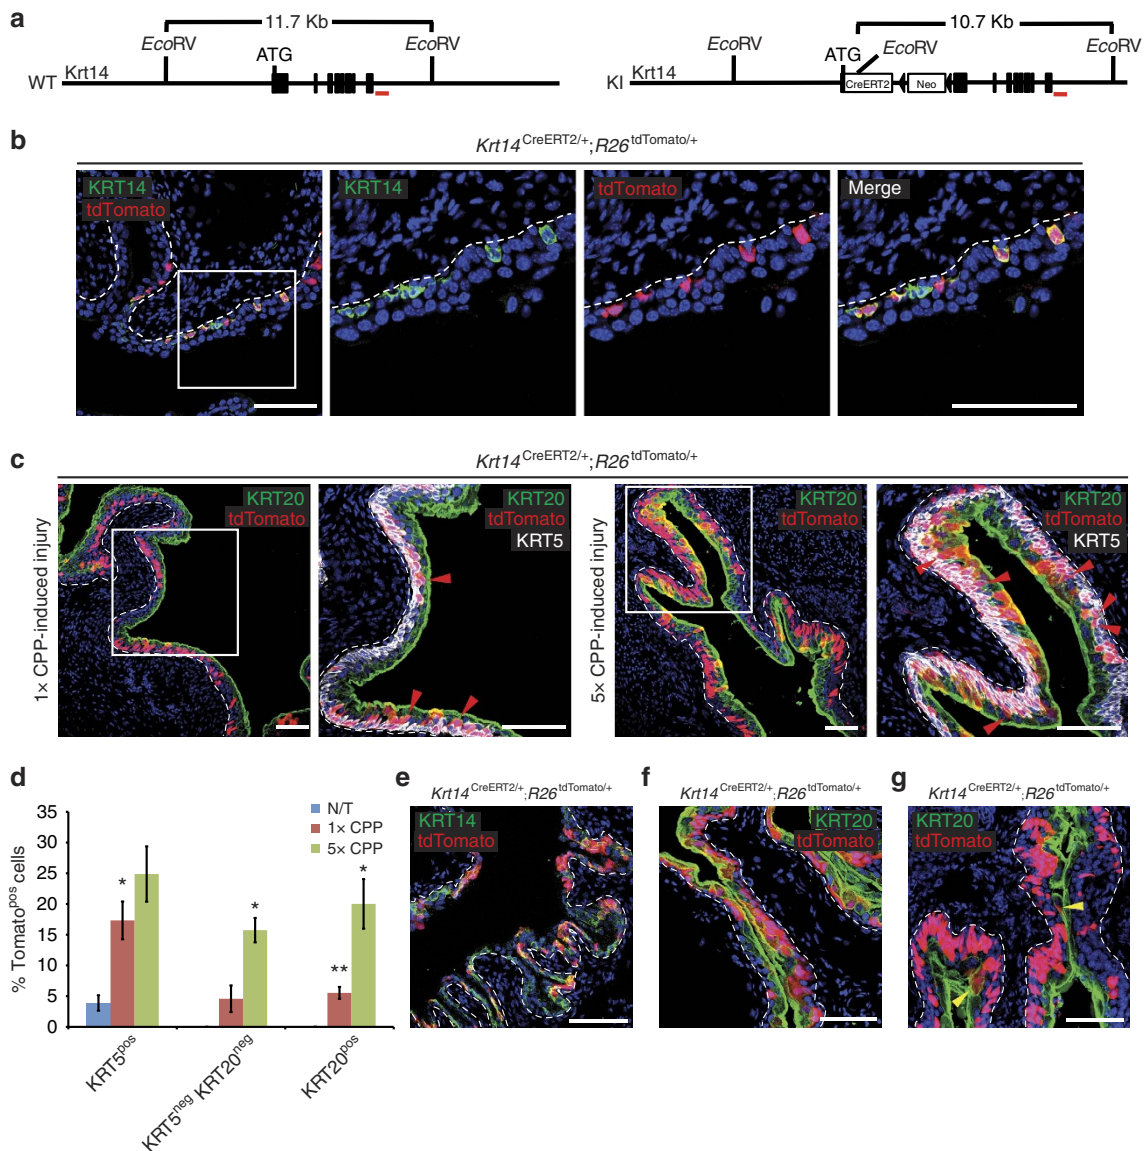 a
11.7 Kb
EcoRV
EcoRV
ATG
WT
Krt14
10.7 Kb
EcoRV
EcoRV
EcoRV
ATG
KI
Krt14
CreERT2
Neo
b
Krt14CreERT2/+;R26tdTomato/+
KRT14
tdTomato
KRT14
tdTomato
Merge
c
Krt14CreERT2/+;R26tdTomato/+
1× CPP-induced injury
KRT20
tdTomato
KRT20
tdTomato
KRT5
5× CPP-induced injury
KRT20
tdTomato
KRT20
tdTomato
KRT5
d
% Tomatopos cells
35
30
25
20
15
10
5
0
N/T
1× CPP
5× CPP
*
*
**
*
KRT5pos
KRT5neg KRT20neg
KRT20pos
e
Krt14CreERT2/+;R26tdTomato/+
KRT14
tdTomato
f
Krt14CreERT2/+;R26tdTomato/+
KRT20
tdTomato
g
Krt14CreERT2/+;R26tdTomato/+
KRT20
tdTomato